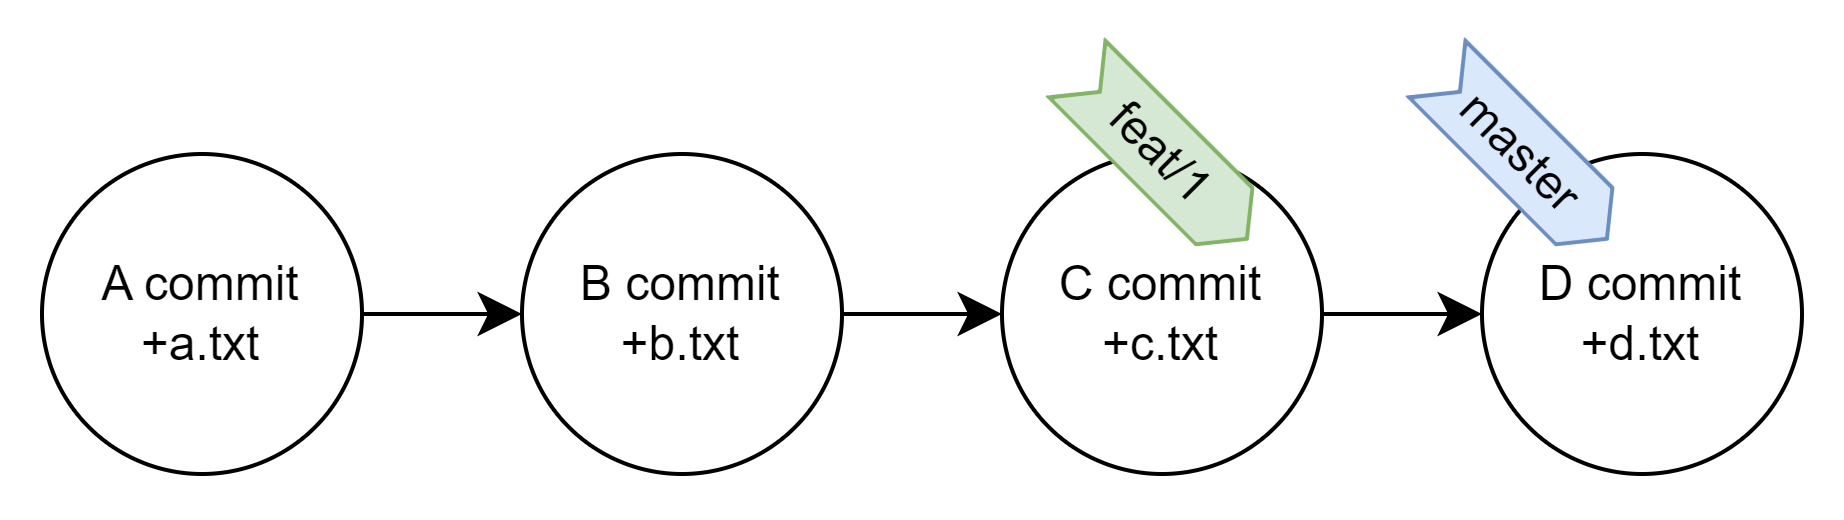 feat/1
master
A commit
+a.txt
B commit
+b.txt
C commit
+c.txt
D commit
+d.txt